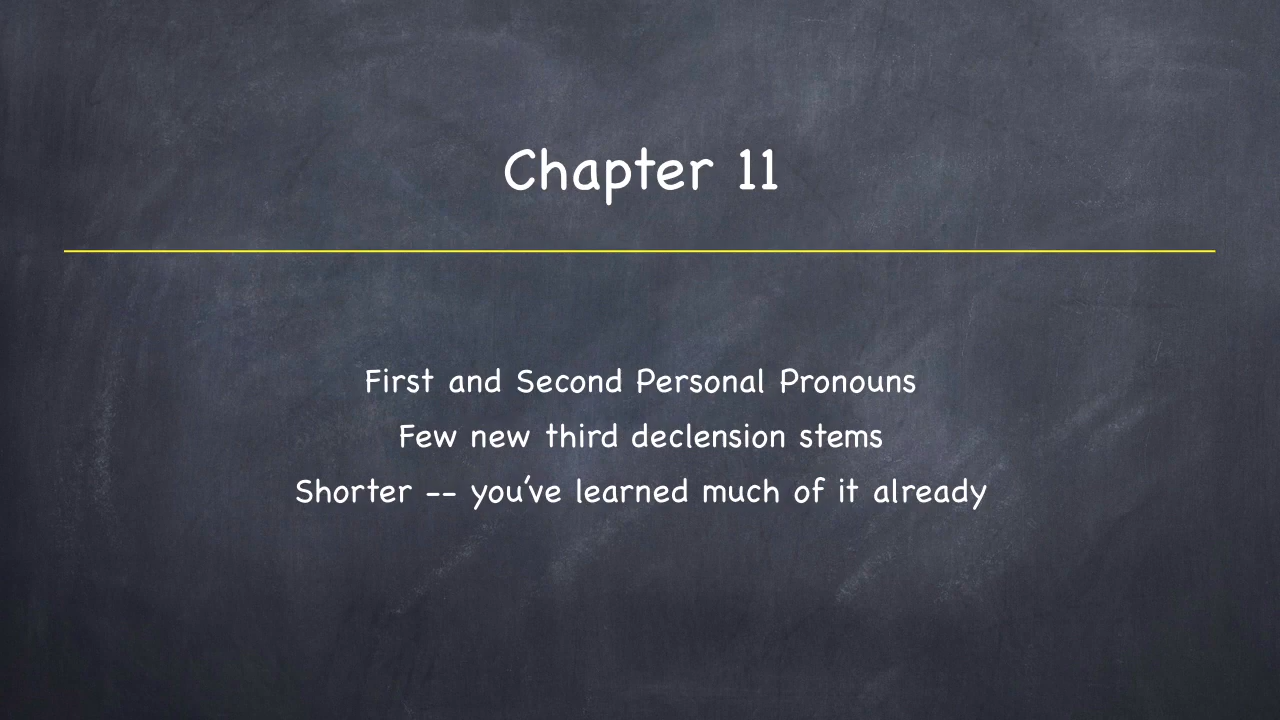 Chapter 11
First and Second Personal Pronouns
Few new third declension stems
Shorter -- you've learned much of it already